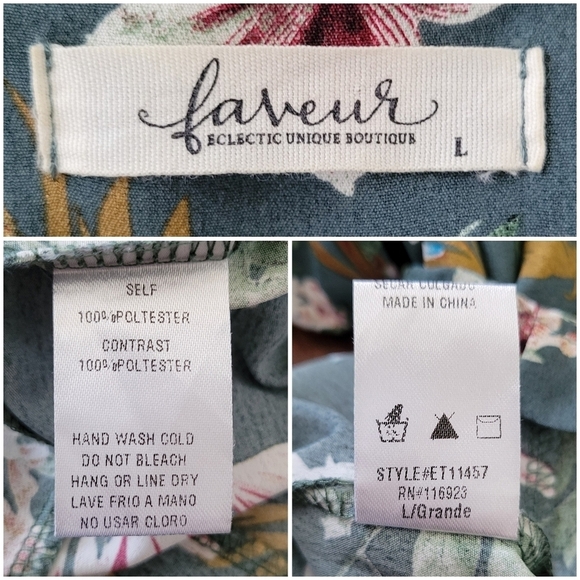 faveur
ECLECTIC UNIQUE BOUTIQUE
L
SELF
100%POLTESTER
CONTRAST
100%POLTESTER
HAND WASH COLD
DO NOT BLEACH
HANG OR LINE DRY
LAVE FRIO A MANO
NO USAR CLORO
SECAR COLGADO
MADE IN CHINA
STYLE#ET11457
RN#116923
L/Grande